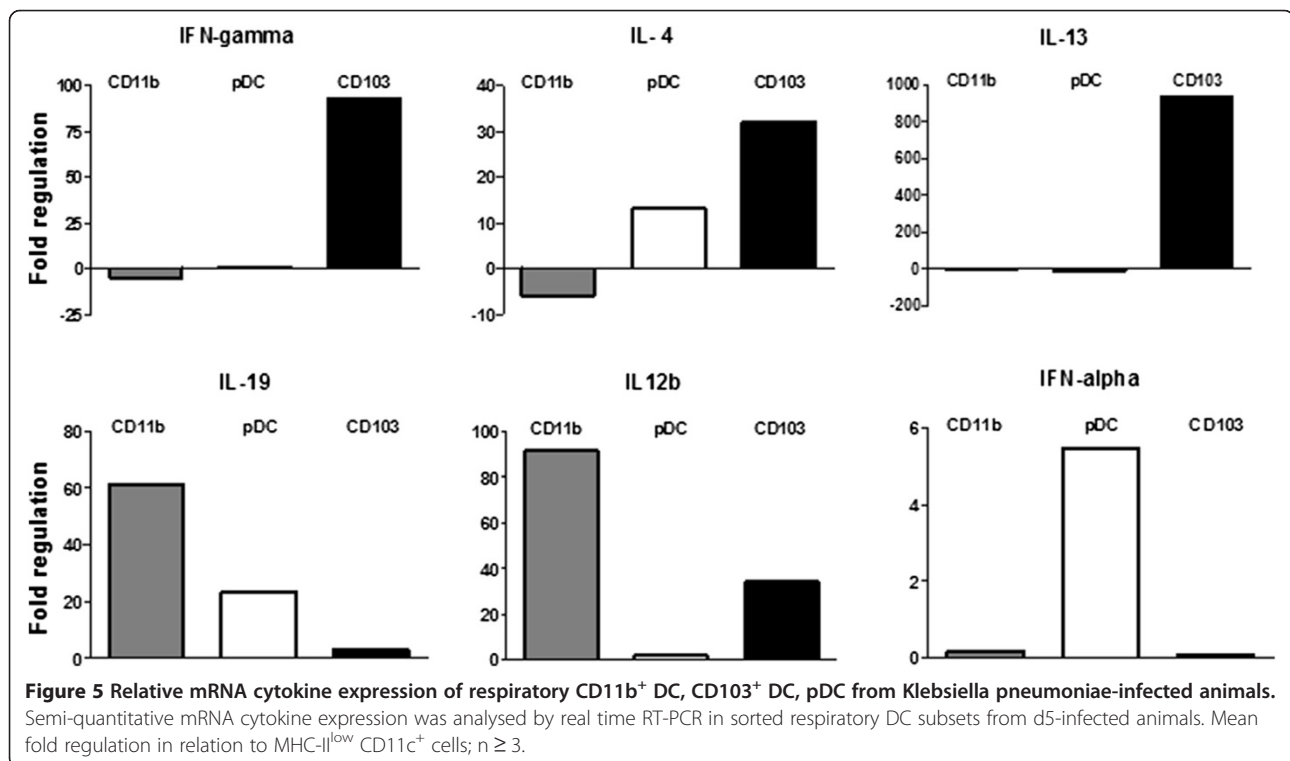 IFN-gamma
IL- 4
IL-13
Fold regulation
100
75
50
25
0
-25
CD11b
pDC
CD103
40
30
20
10
0
-10
CD11b
pDC
CD103
1000
800
600
400
200
0
-200
CD11b
pDC
CD103
IL-19
IL12b
IFN-alpha
Fold regulation
80
60
40
20
0
CD11b
pDC
CD103
100
80
60
40
20
0
CD11b
pDC
CD103
6
4
2
0
CD11b
pDC
CD103
Figure 5 Relative mRNA cytokine expression of respiratory CD11b+ DC, CD103+ DC, pDC from Klebsiella pneumoniae-infected animals.
Semi-quantitative mRNA cytokine expression was analysed by real time RT-PCR in sorted respiratory DC subsets from d5-infected animals. Mean
fold regulation in relation to MHC-IIlow CD11c+ cells; n ≥ 3.